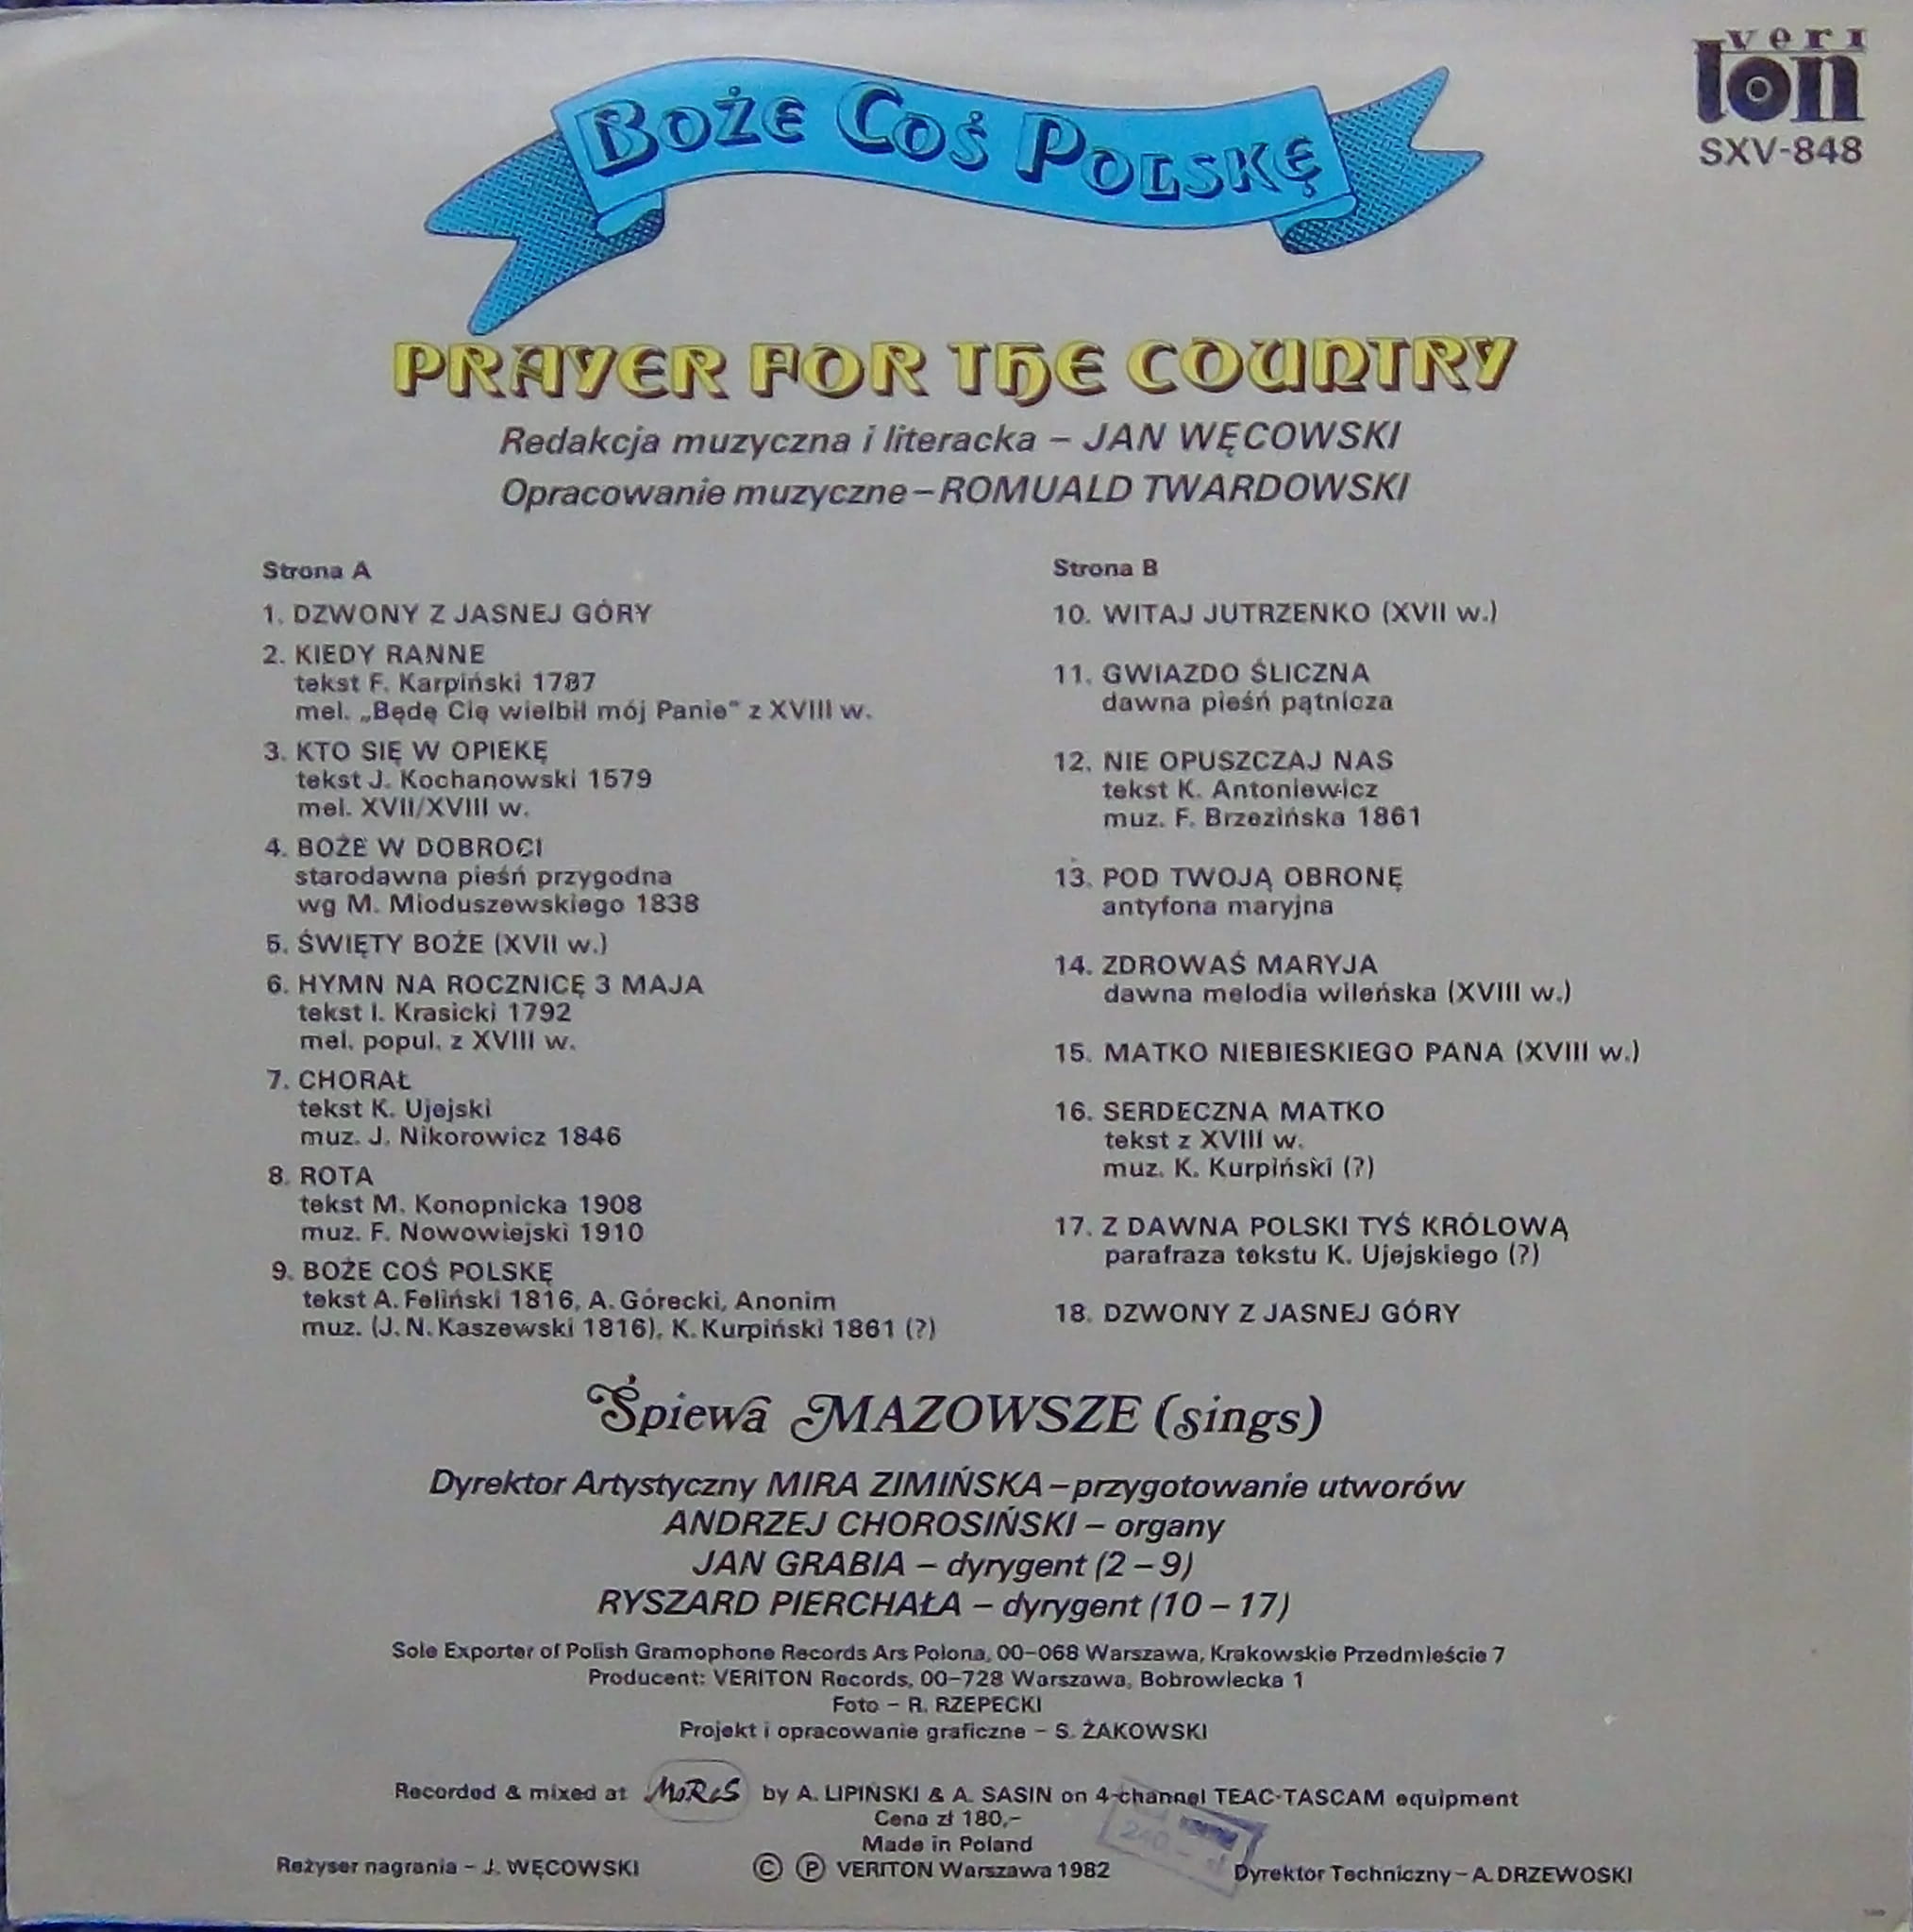 veri
ton
SXV-848
BOŻE COŚ POLSKĘ
PRAYER FOR THE COUNTRY
Redakcja muzyczna i literacka – JAN WĘCOWSKI
Opracowanie muzyczne – ROMUALD TWARDOWSKI
Strona A
1. DZWONY Z JASNEJ GÓRY
2. KIEDY RANNE
tekst F. Karpiński 1787
mel. „Będę Cię wielbił mój Panie" z XVIII w.
3. KTO SIĘ W OPIEKĘ
tekst J. Kochanowski 1579
mel. XVII/XVIII w.
4. BOŻE W DOBROCI
starodawna pieśń przygodna
wg M. Mioduszewskiego 1838
5. ŚWIĘTY BOŻE (XVII w.)
6. HYMN NA ROCZNICĘ 3 MAJA
tekst I. Krasicki 1792
mel. popul. z XVIII w.
7. CHORAŁ
tekst K. Ujejski
muz. J. Nikorowicz 1846
8. ROTA
tekst M. Konopnicka 1908
muz. F. Nowowiejski 1910
9. BOŻE COŚ POLSKĘ
tekst A. Feliński 1816, A. Górecki, Anonim
muz. (J. N. Kaszewski 1816), K. Kurpiński 1861 (?)
Strona B
10. WITAJ JUTRZENKO (XVII w.)
11. GWIAZDO ŚLICZNA
dawna pieśń pątnicza
12. NIE OPUSZCZAJ NAS
tekst K. Antoniewicz
muz. F. Brzezińska 1861
13. POD TWOJĄ OBRONĘ
antyfona maryjna
14. ZDROWAŚ MARYJA
dawna melodia wileńska (XVIII w.)
15. MATKO NIEBIESKIEGO PANA (XVIII w.)
16. SERDECZNA MATKO
tekst z XVIII w.
muz. K. Kurpiński (?)
17. Z DAWNA POLSKI TYŚ KRÓLOWĄ
parafraza tekstu K. Ujejskiego (?)
18. DZWONY Z JASNEJ GÓRY
Śpiewa MAZOWSZE (sings)
Dyrektor Artystyczny MIRA ZIMIŃSKA – przygotowanie utworów
ANDRZEJ CHOROSIŃSKI – organy
JAN GRABIA – dyrygent (2 – 9)
RYSZARD PIERCHAŁA – dyrygent (10 – 17)
Sole Exporter of Polish Gramophone Records Ars Polona, 00-068 Warszawa, Krakowskie Przedmieście 7
Producent: VERITON Records, 00-728 Warszawa, Bobrowiecka 1
Foto – R. RZEPECKI
Projekt i opracowanie graficzne – S. ŻAKOWSKI
Recorded & mixed at MORCS by A. LIPIŃSKI & A. SASIN on 4-channel TEAC-TASCAM equipment
Cena zł 180,–
Made in Poland
240.– zł
Reżyser nagrania – J. WĘCOWSKI
© Ⓟ VERITON Warszawa 1982
Dyrektor Techniczny – A. DRZEWOSKI